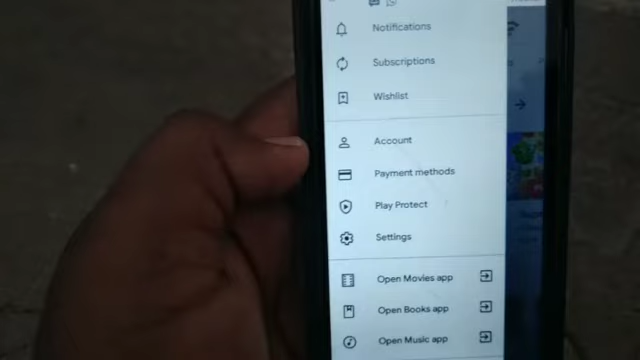 Notifications
Subscriptions
Wishlist
Account
Payment methods
Play Protect
Settings
Open Movies app
Open Books app
Open Music app